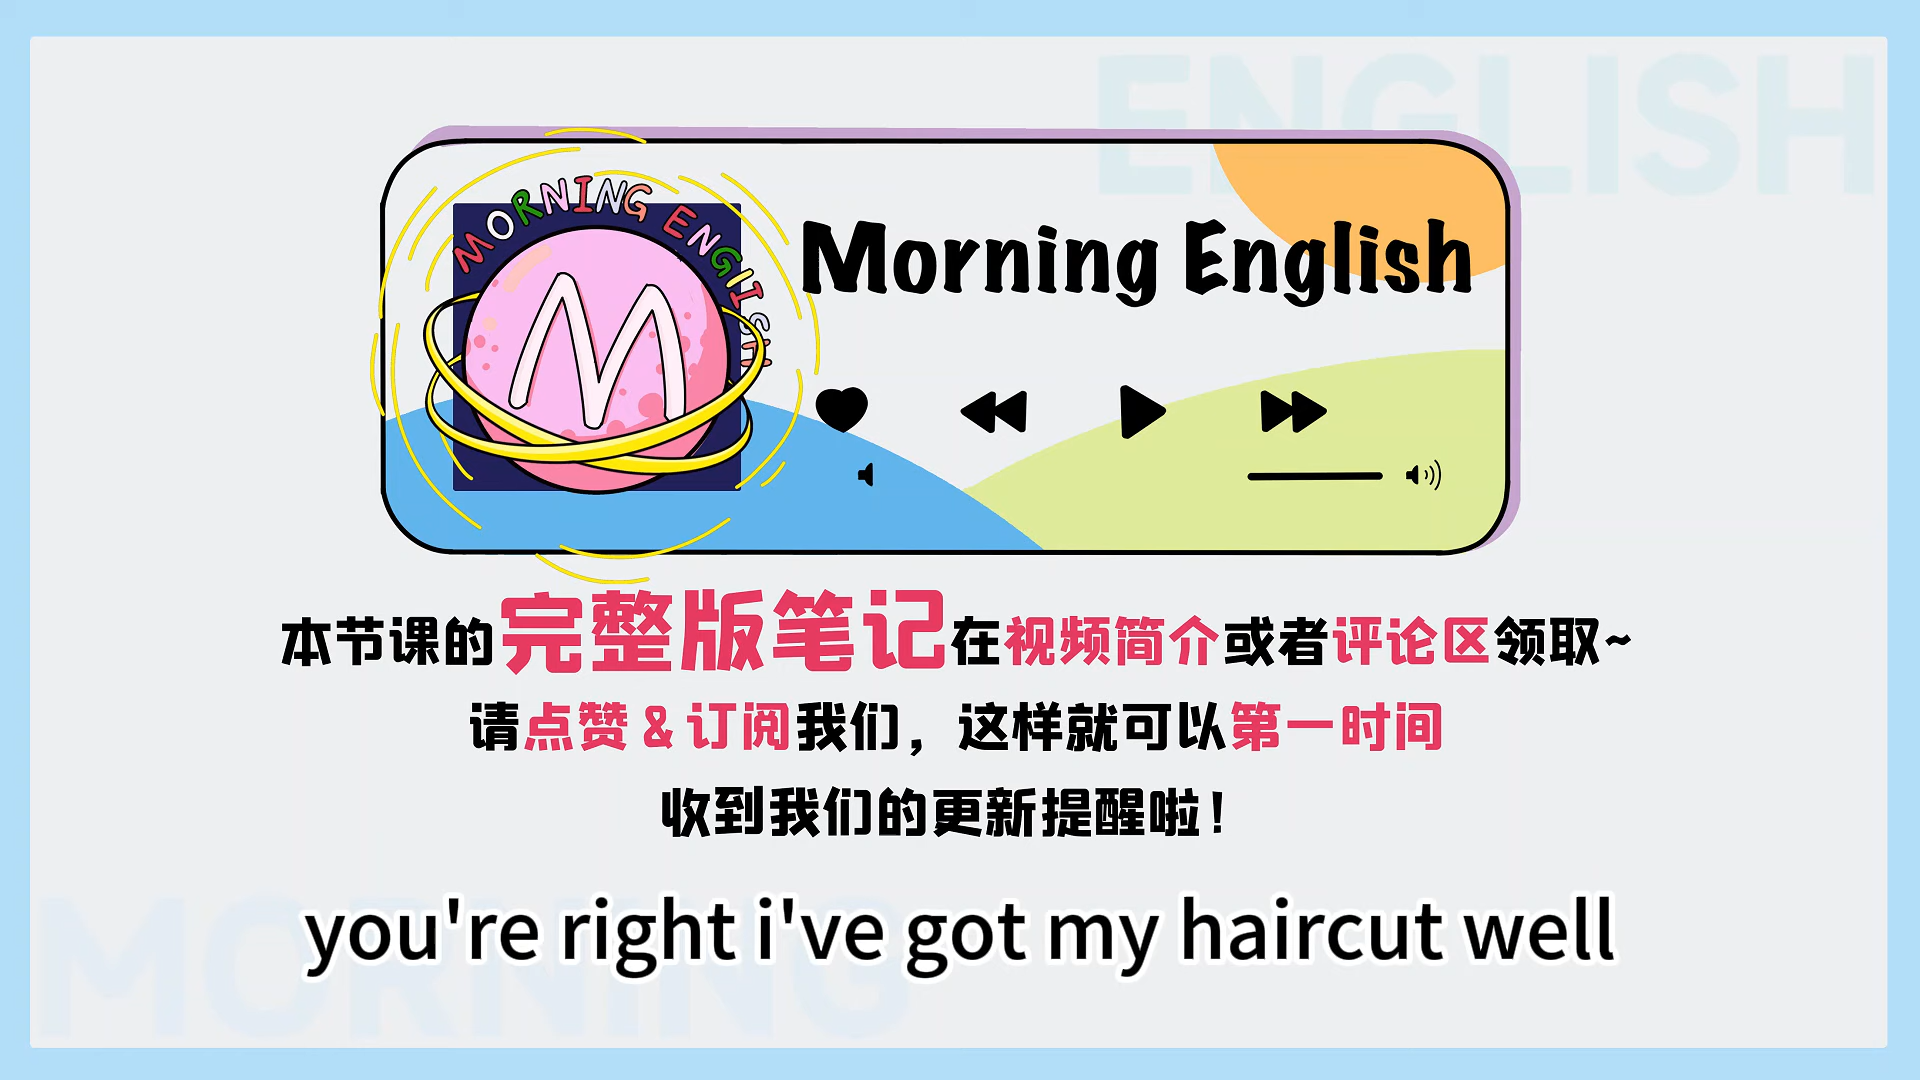 ENGLISH
MORNING ENGLISH
M
Morning English
本节课的完整版笔记在视频简介或者评论区领取~
请点赞&订阅我们，这样就可以第一时间
收到我们的更新提醒啦！
MORNING
you're right i've got my haircut well